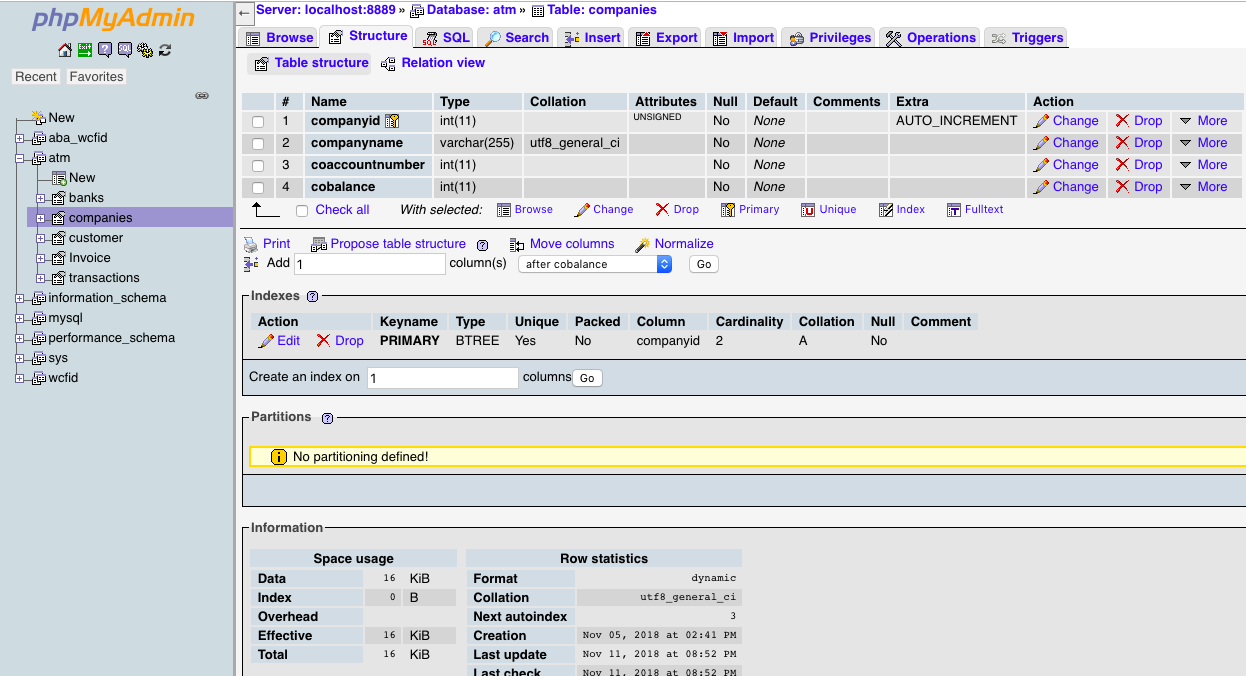 phpMyAdmin
Recent Favorites
New
aba_wcfid
atm
New
banks
companies
customer
Invoice
transactions
information_schema
mysql
performance_schema
sys
wcfid
Server: localhost:8889 » Database: atm » Table: companies
Browse Structure SQL Search Insert Export Import Privileges Operations Triggers
Table structure Relation view
# Name Type Collation Attributes Null Default Comments Extra Action
1 companyid int(11) UNSIGNED No None AUTO_INCREMENT Change Drop More
2 companyname varchar(255) utf8_general_ci No None Change Drop More
3 coaccountnumber int(11) No None Change Drop More
4 cobalance int(11) No None Change Drop More
Check all With selected: Browse Change Drop Primary Unique Index Fulltext
Print Propose table structure Move columns Normalize
Add 1 column(s) after cobalance Go
Indexes
Action Keyname Type Unique Packed Column Cardinality Collation Null Comment
Edit Drop PRIMARY BTREE Yes No companyid 2 A No
Create an index on 1 columns Go
Partitions
No partitioning defined!
Information
Space usage
Data 16 KiB
Index 0 B
Overhead
Effective 16 KiB
Total 16 KiB
Row statistics
Format dynamic
Collation utf8_general_ci
Next autoindex 3
Creation Nov 05, 2018 at 02:41 PM
Last update Nov 11, 2018 at 08:52 PM
Last check Nov 11, 2018 at 08:52 PM